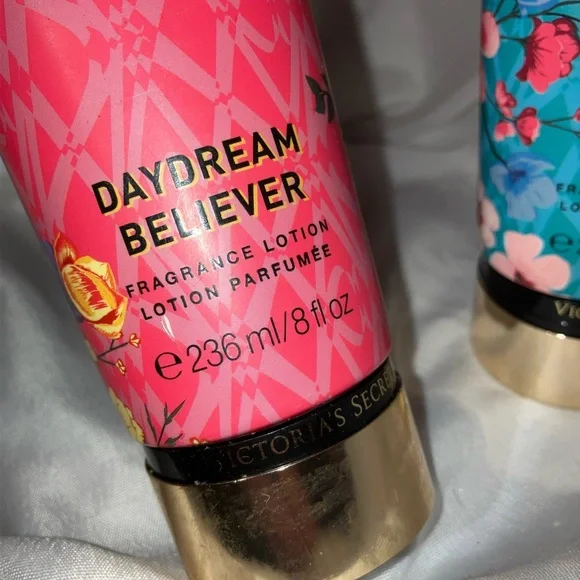 DAYDREAM
BELIEVER
FRAGRANCE LOTION
LOTION PARFUMÉE
℮ 236 ml/8 fl oz
VICTORIA'S SECRET